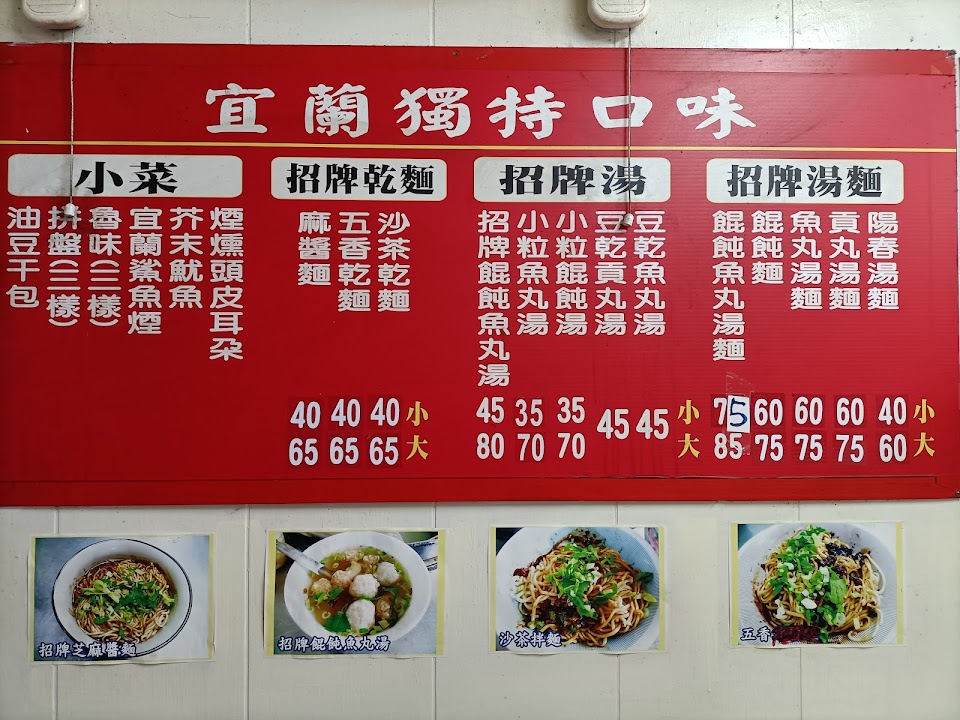 宜蘭獨特口味
小菜
煙燻頭皮耳朵
芥末魷魚
宜蘭鯊魚煙
魯味(三樣)
拼盤(三樣)
油豆干包
招牌乾麵
沙茶乾麵
五香乾麵
麻醬麵
40 40 40 小
65 65 65 大
招牌湯
豆乾魚丸湯
豆乾貢丸湯
小粒餛飩湯
小粒魚丸湯
招牌餛飩魚丸湯
45 35 35 45 45 小
80 70 70 大
招牌湯麵
陽春湯麵
貢丸湯麵
魚丸湯麵
餛飩麵
餛飩魚丸湯麵
75 60 60 60 40 小
85 75 75 75 60 大
招牌芝麻醬麵
招牌餛飩魚丸湯
沙茶拌麵
五香